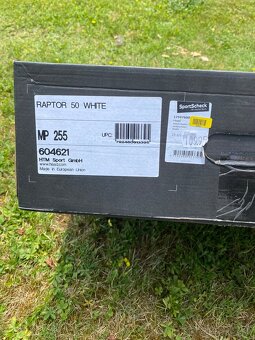 RAPTOR 50 WHITE
MP 255
UPC:
604621
HTM Sport GmbH
www.head.com
Made in European Union
SportScheck